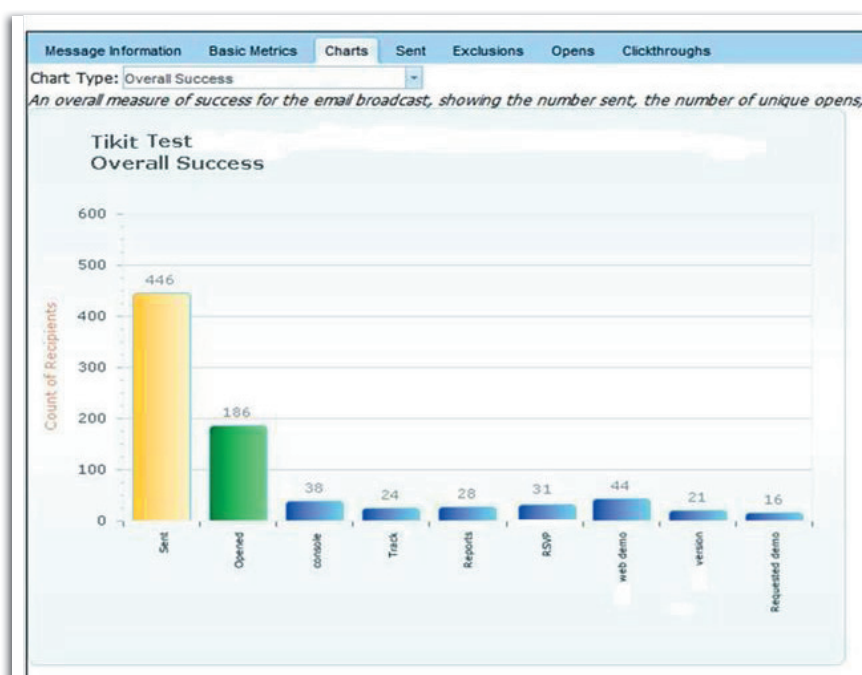 Message Information Basic Metrics Charts Sent Exclusions Opens Clickthroughs
Chart Type: Overall Success
An overall measure of success for the email broadcast, showing the number sent, the number of unique opens,
Tikit Test
Overall Success
600
500
400
300
200
100
0
Count of Recipients
446
186
38
24
28
31
44
21
16
Sent
Opened
console
Track
Reports
RSVP
web demo
version
Requested demo